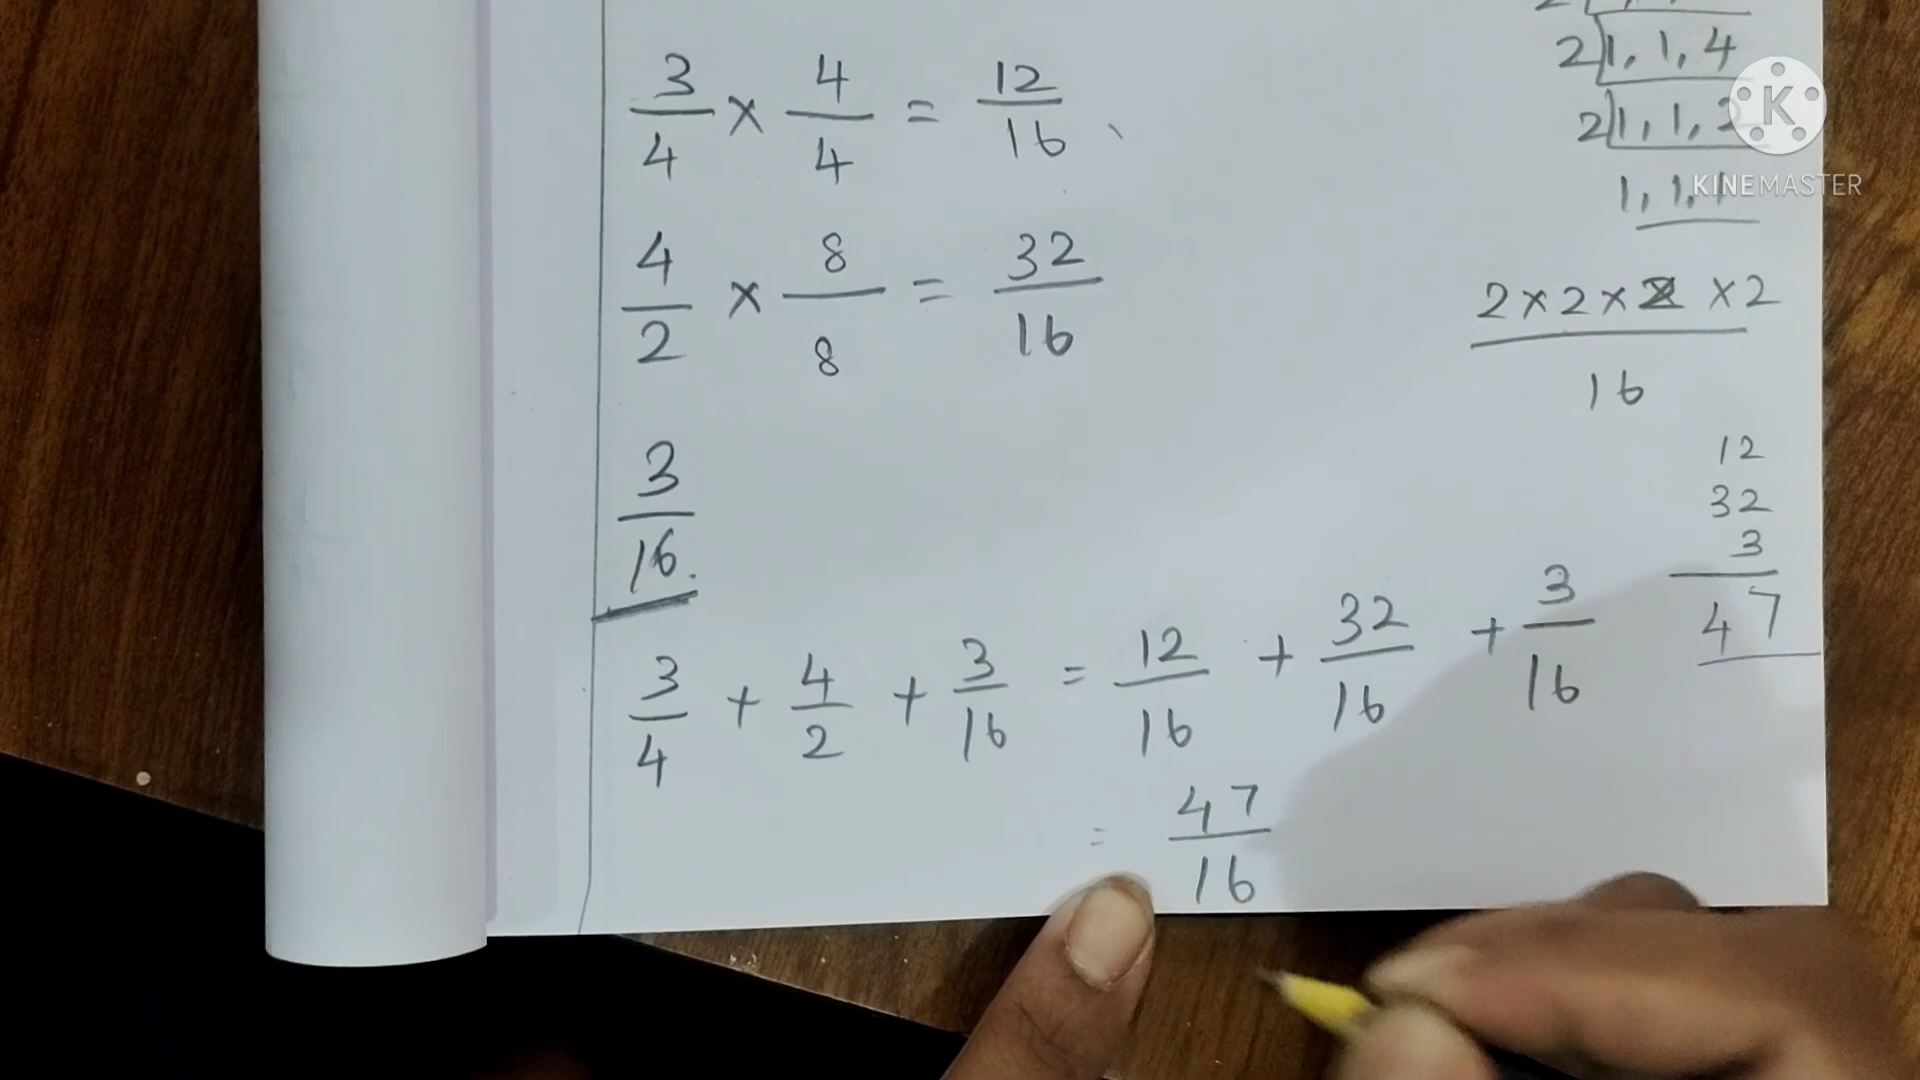 3/4 × 4/4 = 12/16
4/2 × 8/8 = 32/16
3/16.
3/4 + 4/2 + 3/16 = 12/16 + 32/16 + 3/16
= 47/16
2 1, 1, 4
2 1, 1, 2
1, 1, 1
KINEMASTER
2 × 2 × 2 × 2
16
12
32
3
47